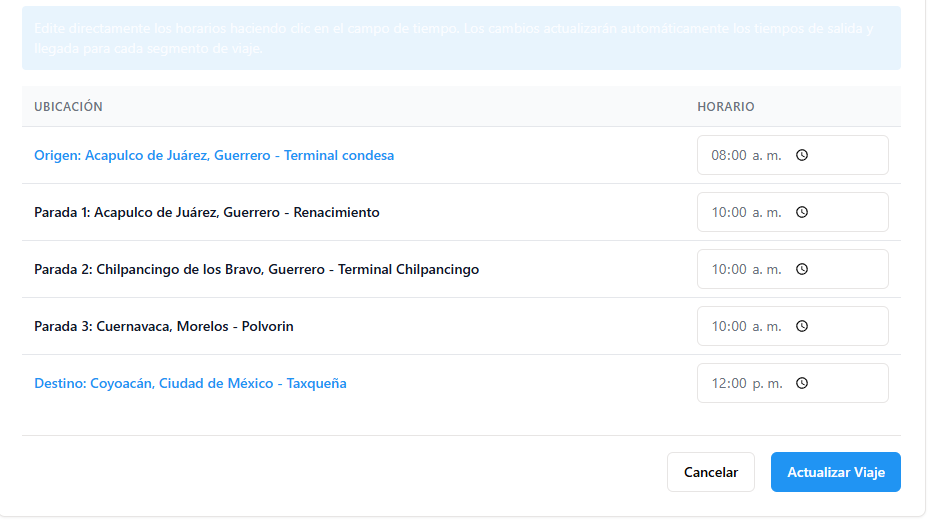 Edite directamente los horarios haciendo clic en el campo de tiempo. Los cambios actualizarán automáticamente los tiempos de salida y
llegada para cada segmento de viaje.
UBICACIÓN HORARIO
Origen: Acapulco de Juárez, Guerrero - Terminal condesa 08:00 a. m.
Parada 1: Acapulco de Juárez, Guerrero - Renacimiento 10:00 a. m.
Parada 2: Chilpancingo de los Bravo, Guerrero - Terminal Chilpancingo 10:00 a. m.
Parada 3: Cuernavaca, Morelos - Polvorin 10:00 a. m.
Destino: Coyoacán, Ciudad de México - Taxqueña 12:00 p. m.
Cancelar Actualizar Viaje